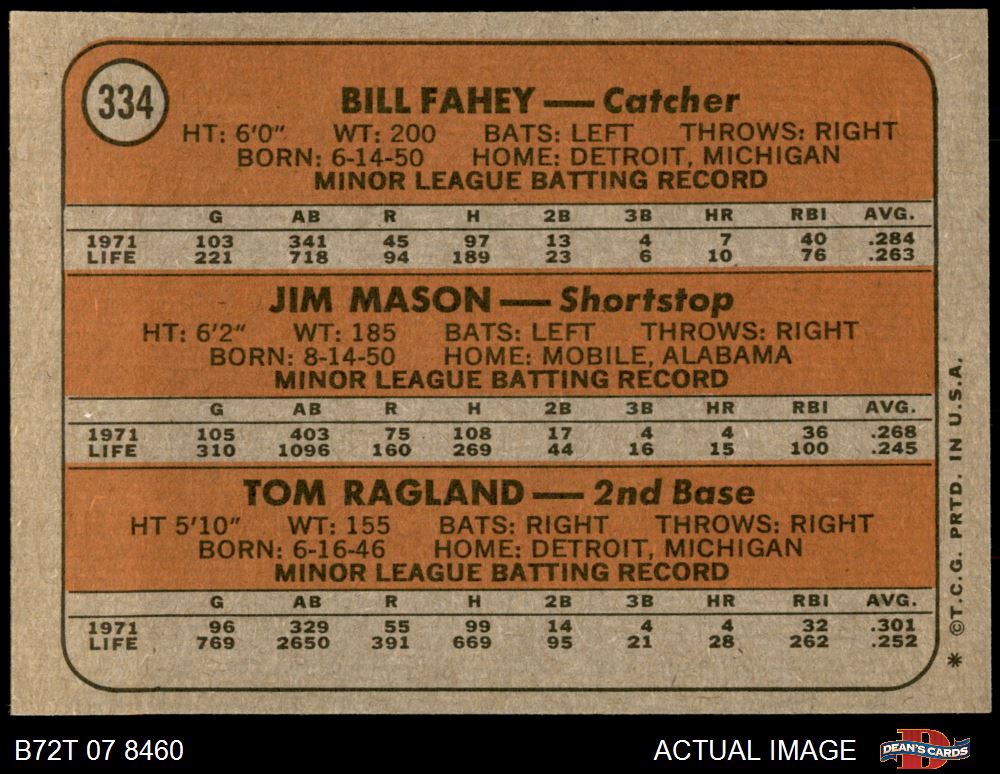 334
BILL FAHEY — Catcher
HT: 6'0" WT: 200 BATS: LEFT THROWS: RIGHT
BORN: 6-14-50 HOME: DETROIT, MICHIGAN
MINOR LEAGUE BATTING RECORD
G AB R H 2B 3B HR RBI AVG.
1971 103 341 45 97 13 4 7 40 .284
LIFE 221 718 94 189 23 6 10 76 .263
JIM MASON — Shortstop
HT: 6'2" WT: 185 BATS: LEFT THROWS: RIGHT
BORN: 8-14-50 HOME: MOBILE, ALABAMA
MINOR LEAGUE BATTING RECORD
G AB R H 2B 3B HR RBI AVG.
1971 105 403 75 108 17 4 4 36 .268
LIFE 310 1096 160 269 44 16 15 100 .245
TOM RAGLAND — 2nd Base
HT 5'10" WT: 155 BATS: RIGHT THROWS: RIGHT
BORN: 6-16-46 HOME: DETROIT, MICHIGAN
MINOR LEAGUE BATTING RECORD
G AB R H 2B 3B HR RBI AVG.
1971 96 329 55 99 14 4 4 32 .301
LIFE 769 2650 391 669 95 21 28 262 .252
* ©T.C.G. PRTD. IN U.S.A.
B72T 07 8460 ACTUAL IMAGE DEAN'S CARDS